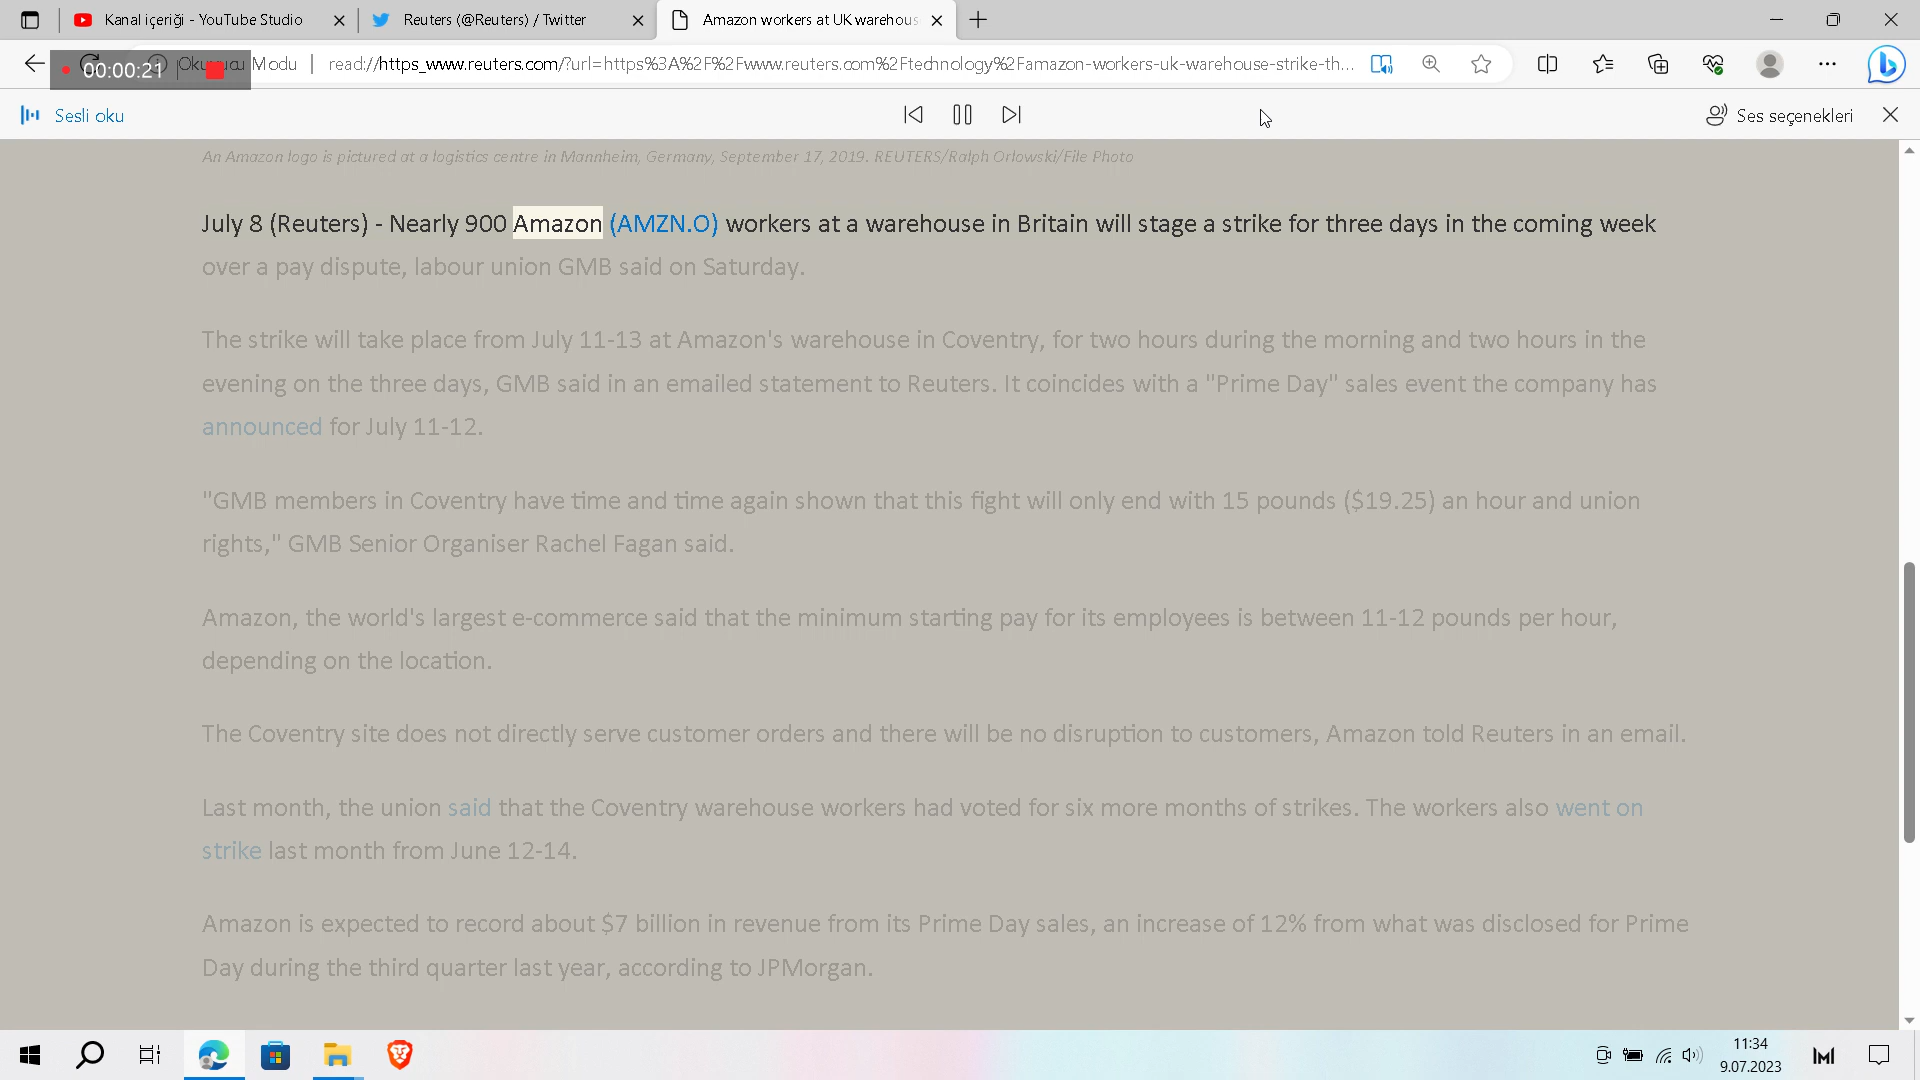 Kanal içeriği - YouTube Studio
Reuters (@Reuters) / Twitter
Amazon workers at UK warehous
00:00:21
Modu
read://https_www.reuters.com/?url=https%3A%2F%2Fwww.reuters.com%2Ftechnology%2Famazon-workers-uk-warehouse-strike-th...
Sesli oku
Ses seçenekleri
An Amazon logo is pictured at a logistics centre in Mannheim, Germany, September 17, 2019. REUTERS/Ralph Orlowski/File Photo
July 8 (Reuters) - Nearly 900 Amazon (AMZN.O) workers at a warehouse in Britain will stage a strike for three days in the coming week
over a pay dispute, labour union GMB said on Saturday.
The strike will take place from July 11-13 at Amazon's warehouse in Coventry, for two hours during the morning and two hours in the
evening on the three days, GMB said in an emailed statement to Reuters. It coincides with a "Prime Day" sales event the company has
announced for July 11-12.
"GMB members in Coventry have time and time again shown that this fight will only end with 15 pounds ($19.25) an hour and union
rights," GMB Senior Organiser Rachel Fagan said.
Amazon, the world's largest e-commerce said that the minimum starting pay for its employees is between 11-12 pounds per hour,
depending on the location.
The Coventry site does not directly serve customer orders and there will be no disruption to customers, Amazon told Reuters in an email.
Last month, the union said that the Coventry warehouse workers had voted for six more months of strikes. The workers also went on
strike last month from June 12-14.
Amazon is expected to record about $7 billion in revenue from its Prime Day sales, an increase of 12% from what was disclosed for Prime
Day during the third quarter last year, according to JPMorgan.
11:34
9.07.2023